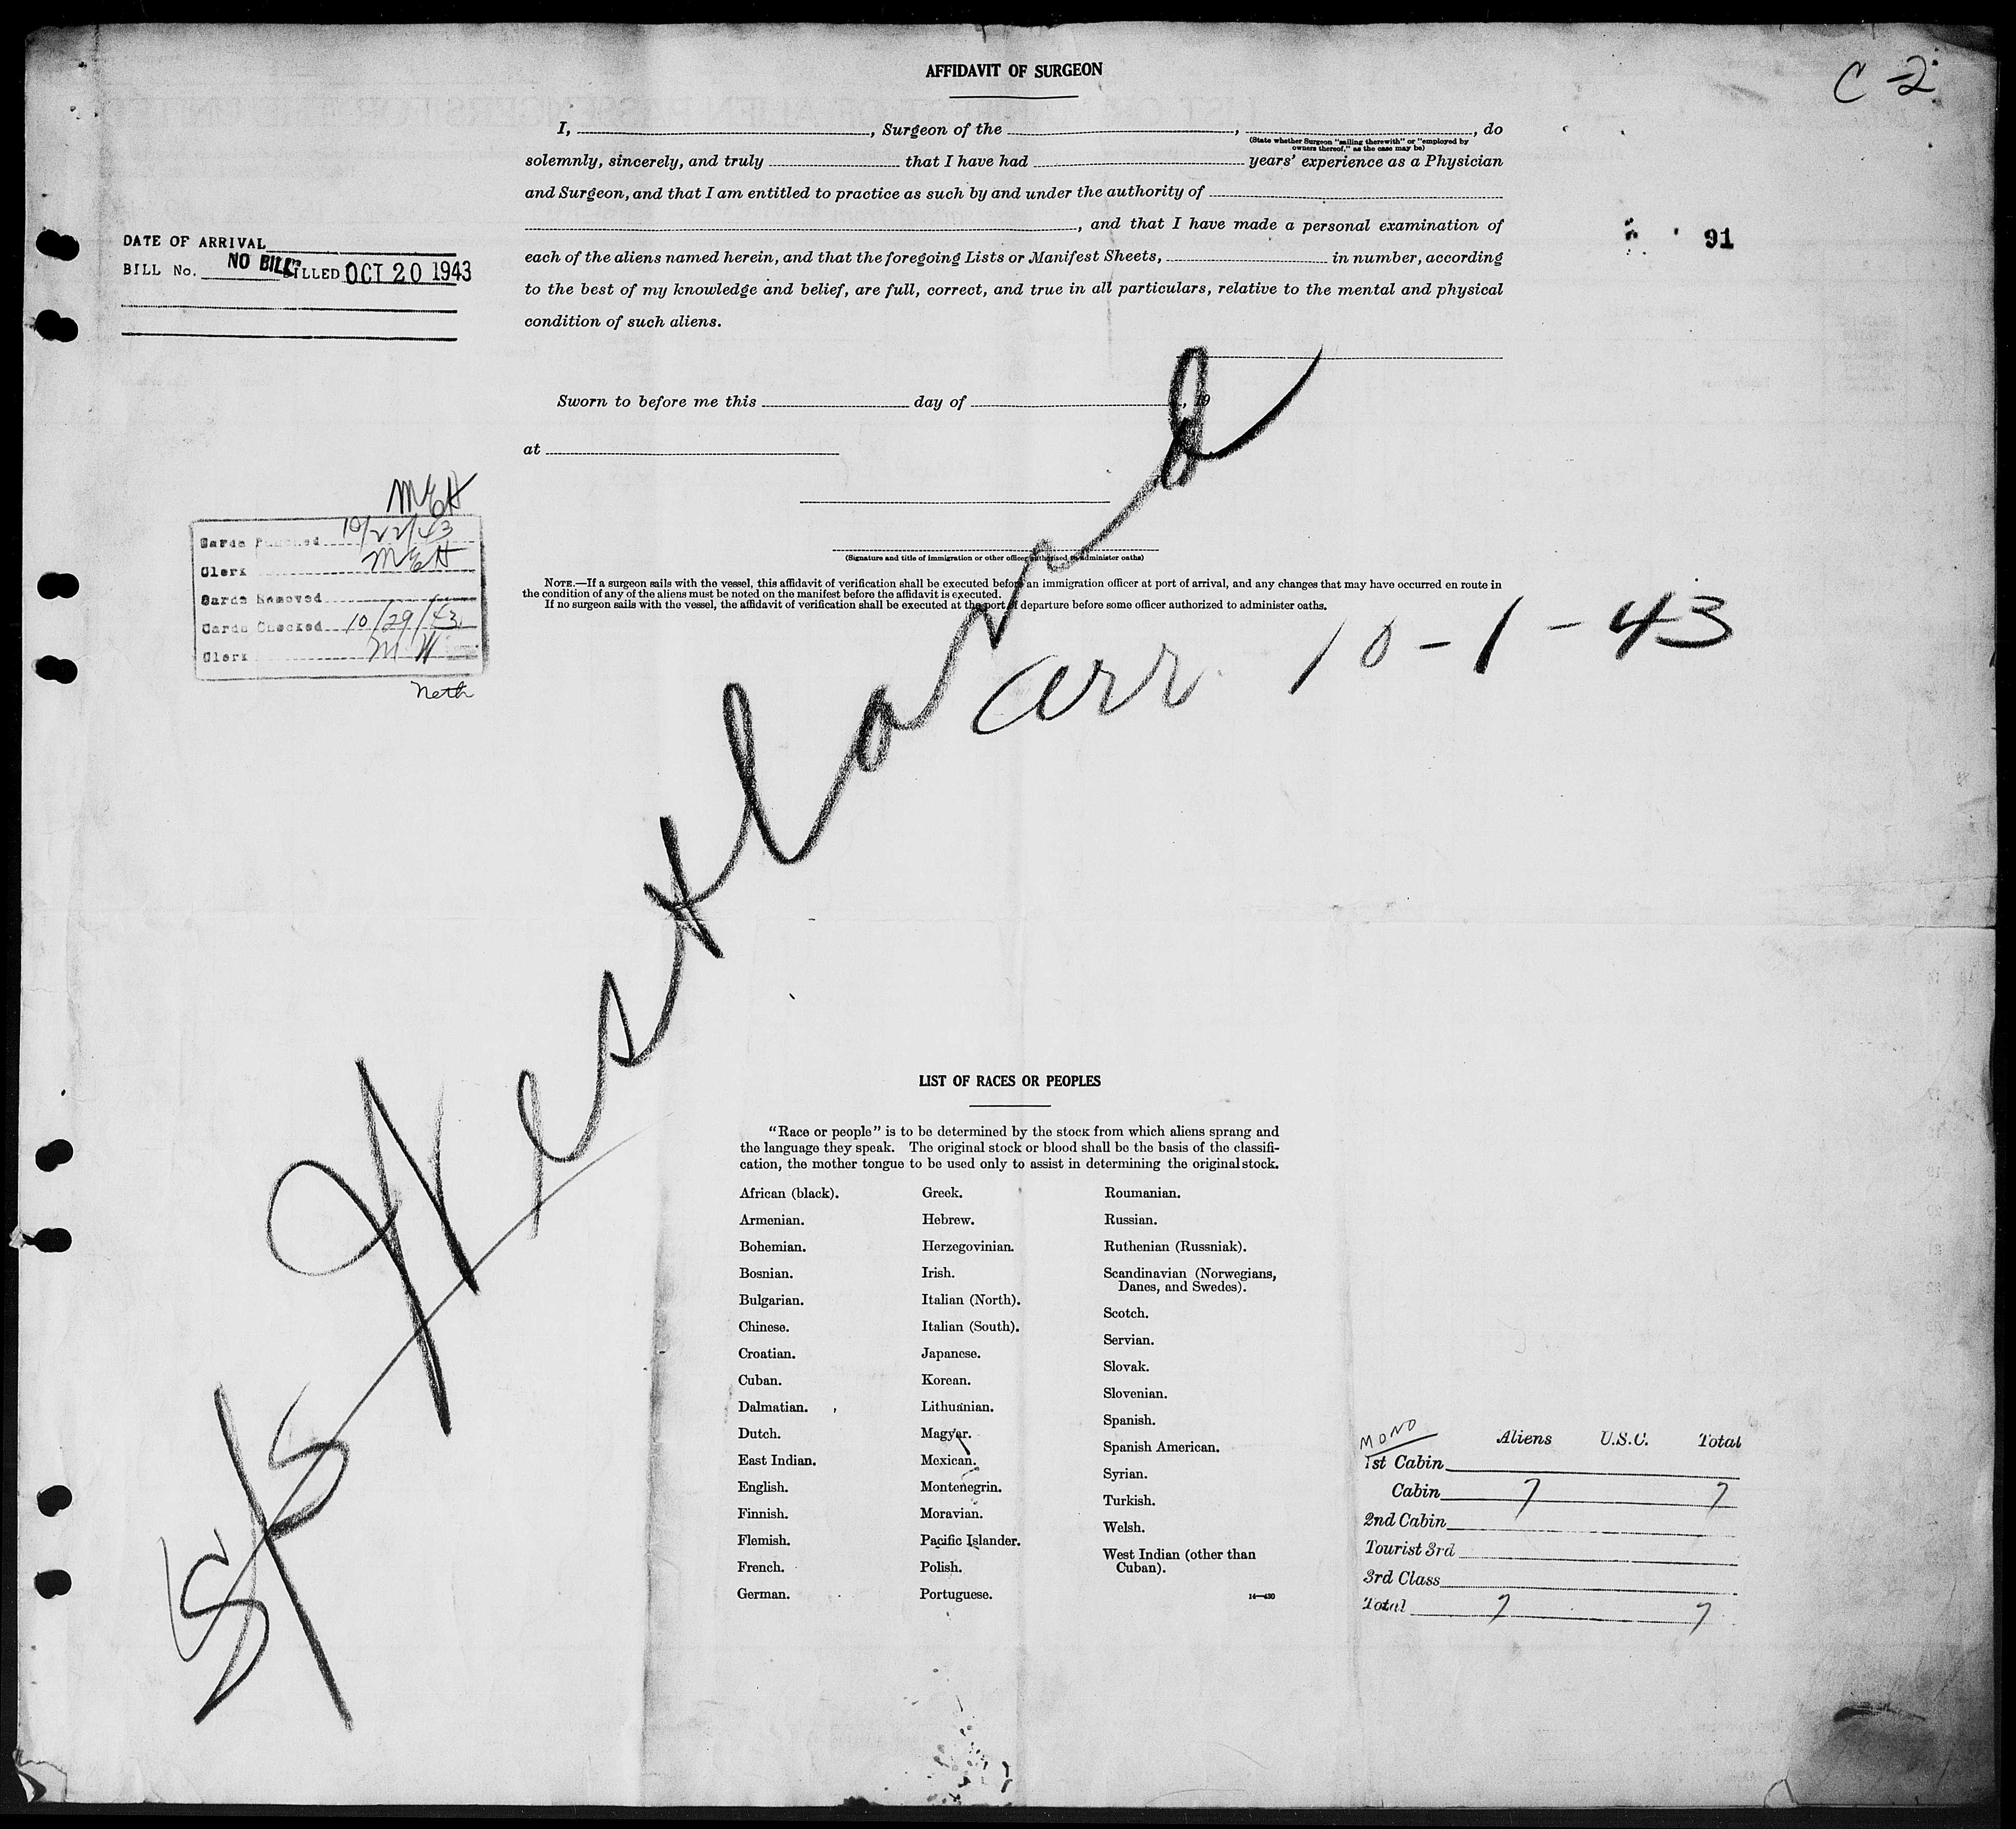 AFFIDAVIT OF SURGEON
C-2
I, , Surgeon of the , , do
(State whether Surgeon "sailing therewith" or "employed by
owners thereof," as the case may be)
solemnly, sincerely, and truly that I have had years' experience as a Physician
and Surgeon, and that I am entitled to practice as such by and under the authority of
, and that I have made a personal examination of
each of the aliens named herein, and that the foregoing Lists or Manifest Sheets, in number, according
to the best of my knowledge and belief, are full, correct, and true in all particulars, relative to the mental and physical
condition of such aliens.
91
DATE OF ARRIVAL
BILL No. NO BILL BILLED OCT 20 1943
Sworn to before me this day of , 19
at
(Signature and title of immigration or other officer authorized to administer oaths)
NOTE.—If a surgeon sails with the vessel, this affidavit of verification shall be executed before an immigration officer at port of arrival, and any changes that may have occurred en route in
the condition of any of the aliens must be noted on the manifest before the affidavit is executed.
If no surgeon sails with the vessel, the affidavit of verification shall be executed at the port of departure before some officer authorized to administer oaths.
MEH
Cards Punched 10/22/43
Clerk MEH
Cards Removed
Cards Checked 10/29/43
Clerk
Neth
S/S Westland
arr 10-1-43
LIST OF RACES OR PEOPLES
"Race or people" is to be determined by the stock from which aliens sprang and
the language they speak. The original stock or blood shall be the basis of the classifi-
cation, the mother tongue to be used only to assist in determining the original stock.
African (black).
Armenian.
Bohemian.
Bosnian.
Bulgarian.
Chinese.
Croatian.
Cuban.
Dalmatian.
Dutch.
East Indian.
English.
Finnish.
Flemish.
French.
German.
Greek.
Hebrew.
Herzegovinian.
Irish.
Italian (North).
Italian (South).
Japanese.
Korean.
Lithuanian.
Magyar.
Mexican.
Montenegrin.
Moravian.
Pacific Islander.
Polish.
Portuguese.
Roumanian.
Russian.
Ruthenian (Russniak).
Scandinavian (Norwegians,
Danes, and Swedes).
Scotch.
Servian.
Slovak.
Slovenian.
Spanish.
Spanish American.
Syrian.
Turkish.
Welsh.
West Indian (other than
Cuban).
14—430
MONO
Aliens U.S.C. Total
1st Cabin
Cabin 7 7
2nd Cabin
Tourist 3rd
3rd Class
Total 7 7